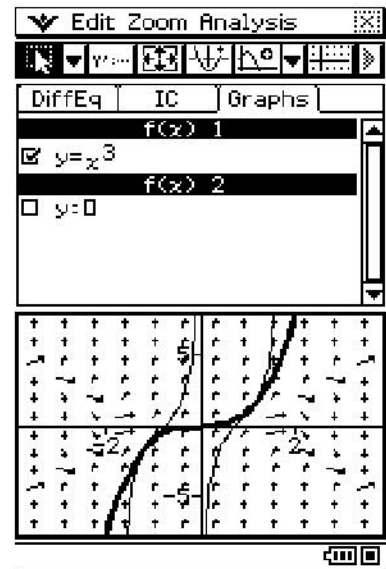 Edit Zoom Analysis
DiffEq IC Graphs
f(x) 1
y=x³
f(x) 2
y:0
5
-2 2
-5